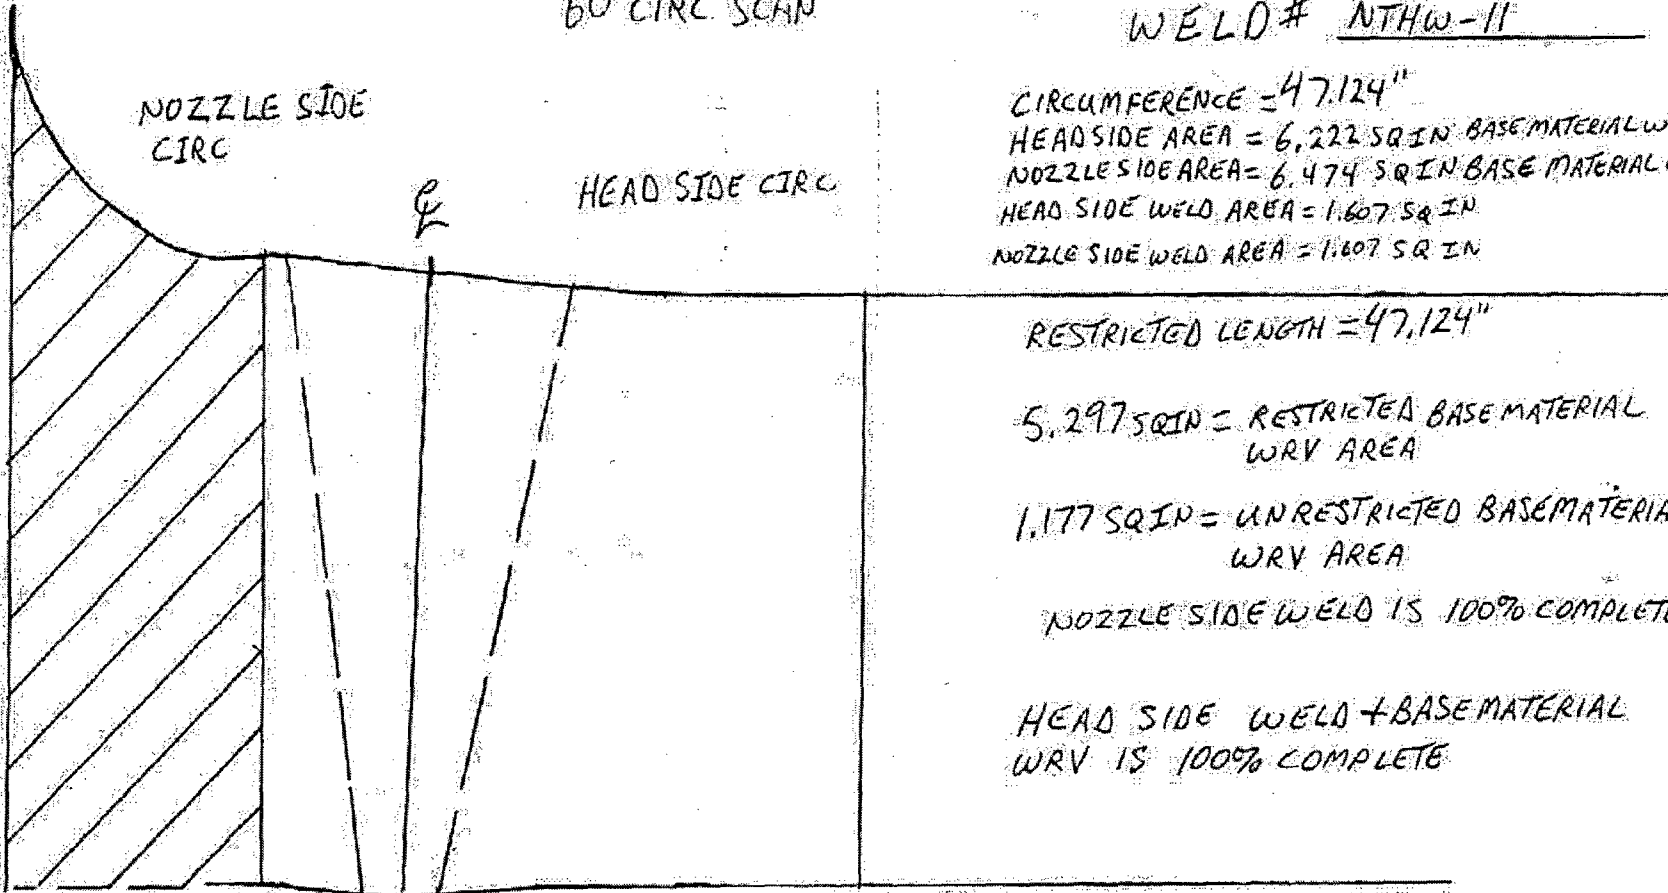 60 CIRC SCAN
WELD# NTHW-11
NOZZLE SIDE
CIRC
℄
HEAD SIDE CIRC
CIRCUMFERENCE = 47.124"
HEADSIDE AREA = 6.222 SQ IN BASE MATERIAL W
NOZZLE SIDE AREA = 6.474 SQ IN BASE MATERIAL
HEAD SIDE WELD AREA = 1.607 SQ IN
NOZZLE SIDE WELD AREA = 1.607 SQ IN
RESTRICTED LENGTH = 47.124"
5.297 SQIN = RESTRICTED BASE MATERIAL
WRV AREA
1.177 SQIN = UNRESTRICTED BASE MATERIA
WRV AREA
NOZZLE SIDE WELD IS 100% COMPLETE
HEAD SIDE WELD + BASE MATERIAL
WRV IS 100% COMPLETE